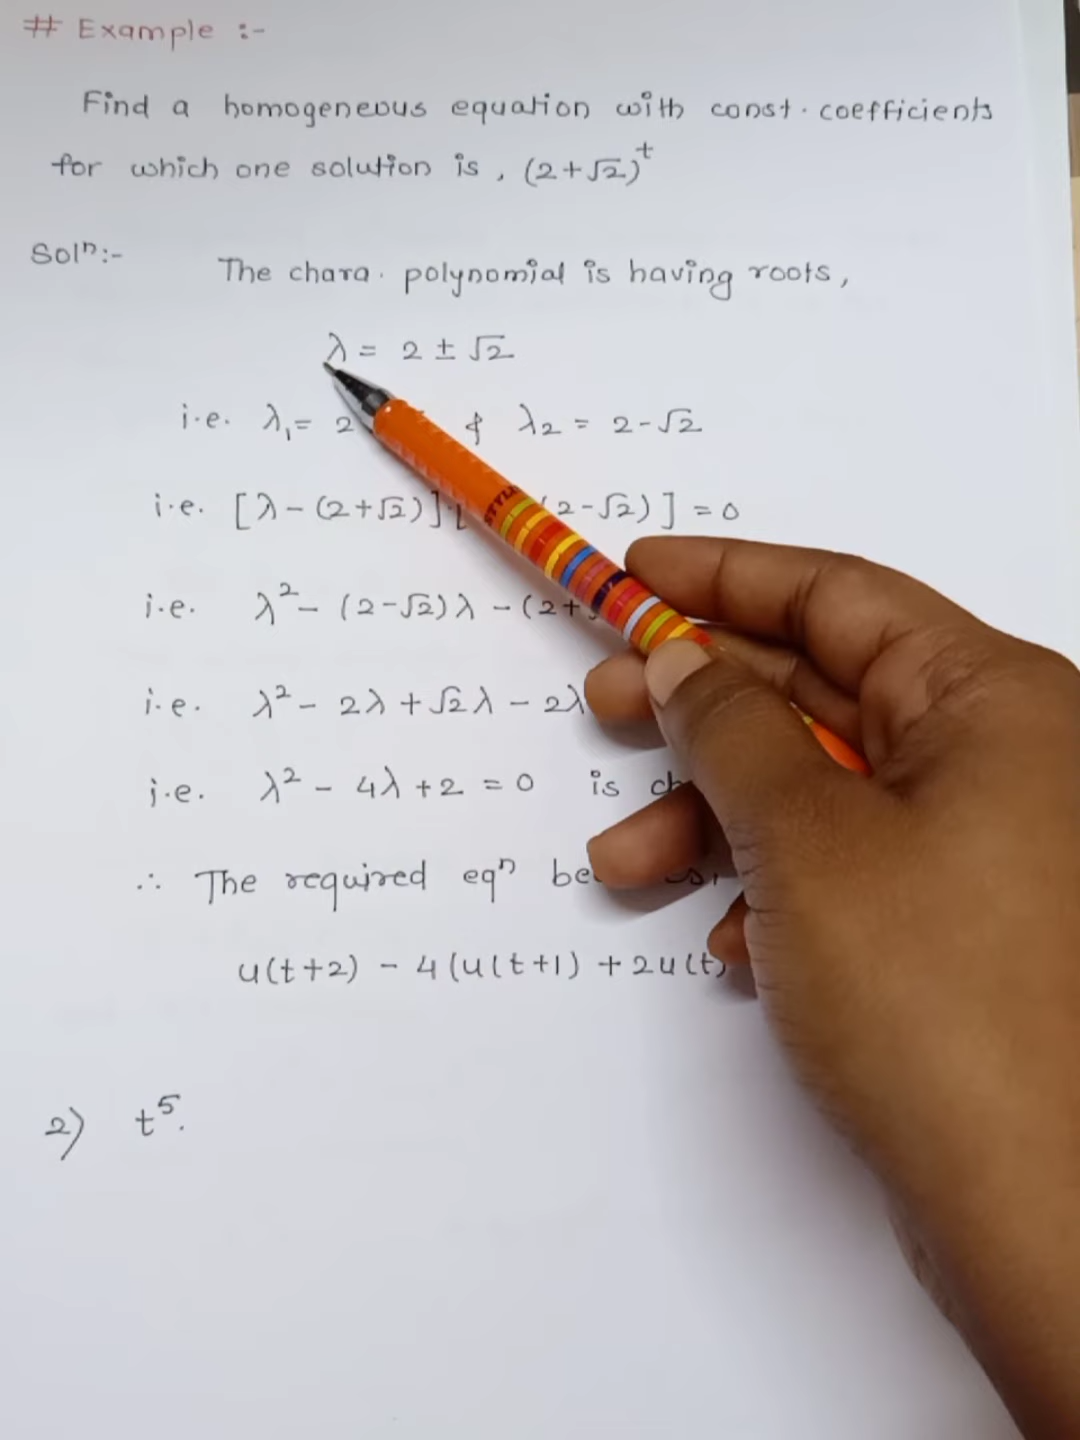 # Example :-
Find a homogeneous equation with const. coefficients
for which one solution is, (2+√2)^t
Solⁿ:- The chara. polynomial is having roots,
λ = 2 ± √2
i.e. λ₁= 2 & λ₂ = 2-√2
i.e. [λ-(2+√2)] [ (2-√2)] = 0
i.e. λ² - (2-√2)λ - (2+
i.e. λ² - 2λ + √2λ - 2λ
i.e. λ² - 4λ + 2 = 0 is
∴ The required eqⁿ
u(t+2) - 4(u(t+1) + 2u(t)
2) t⁵.
STYLE